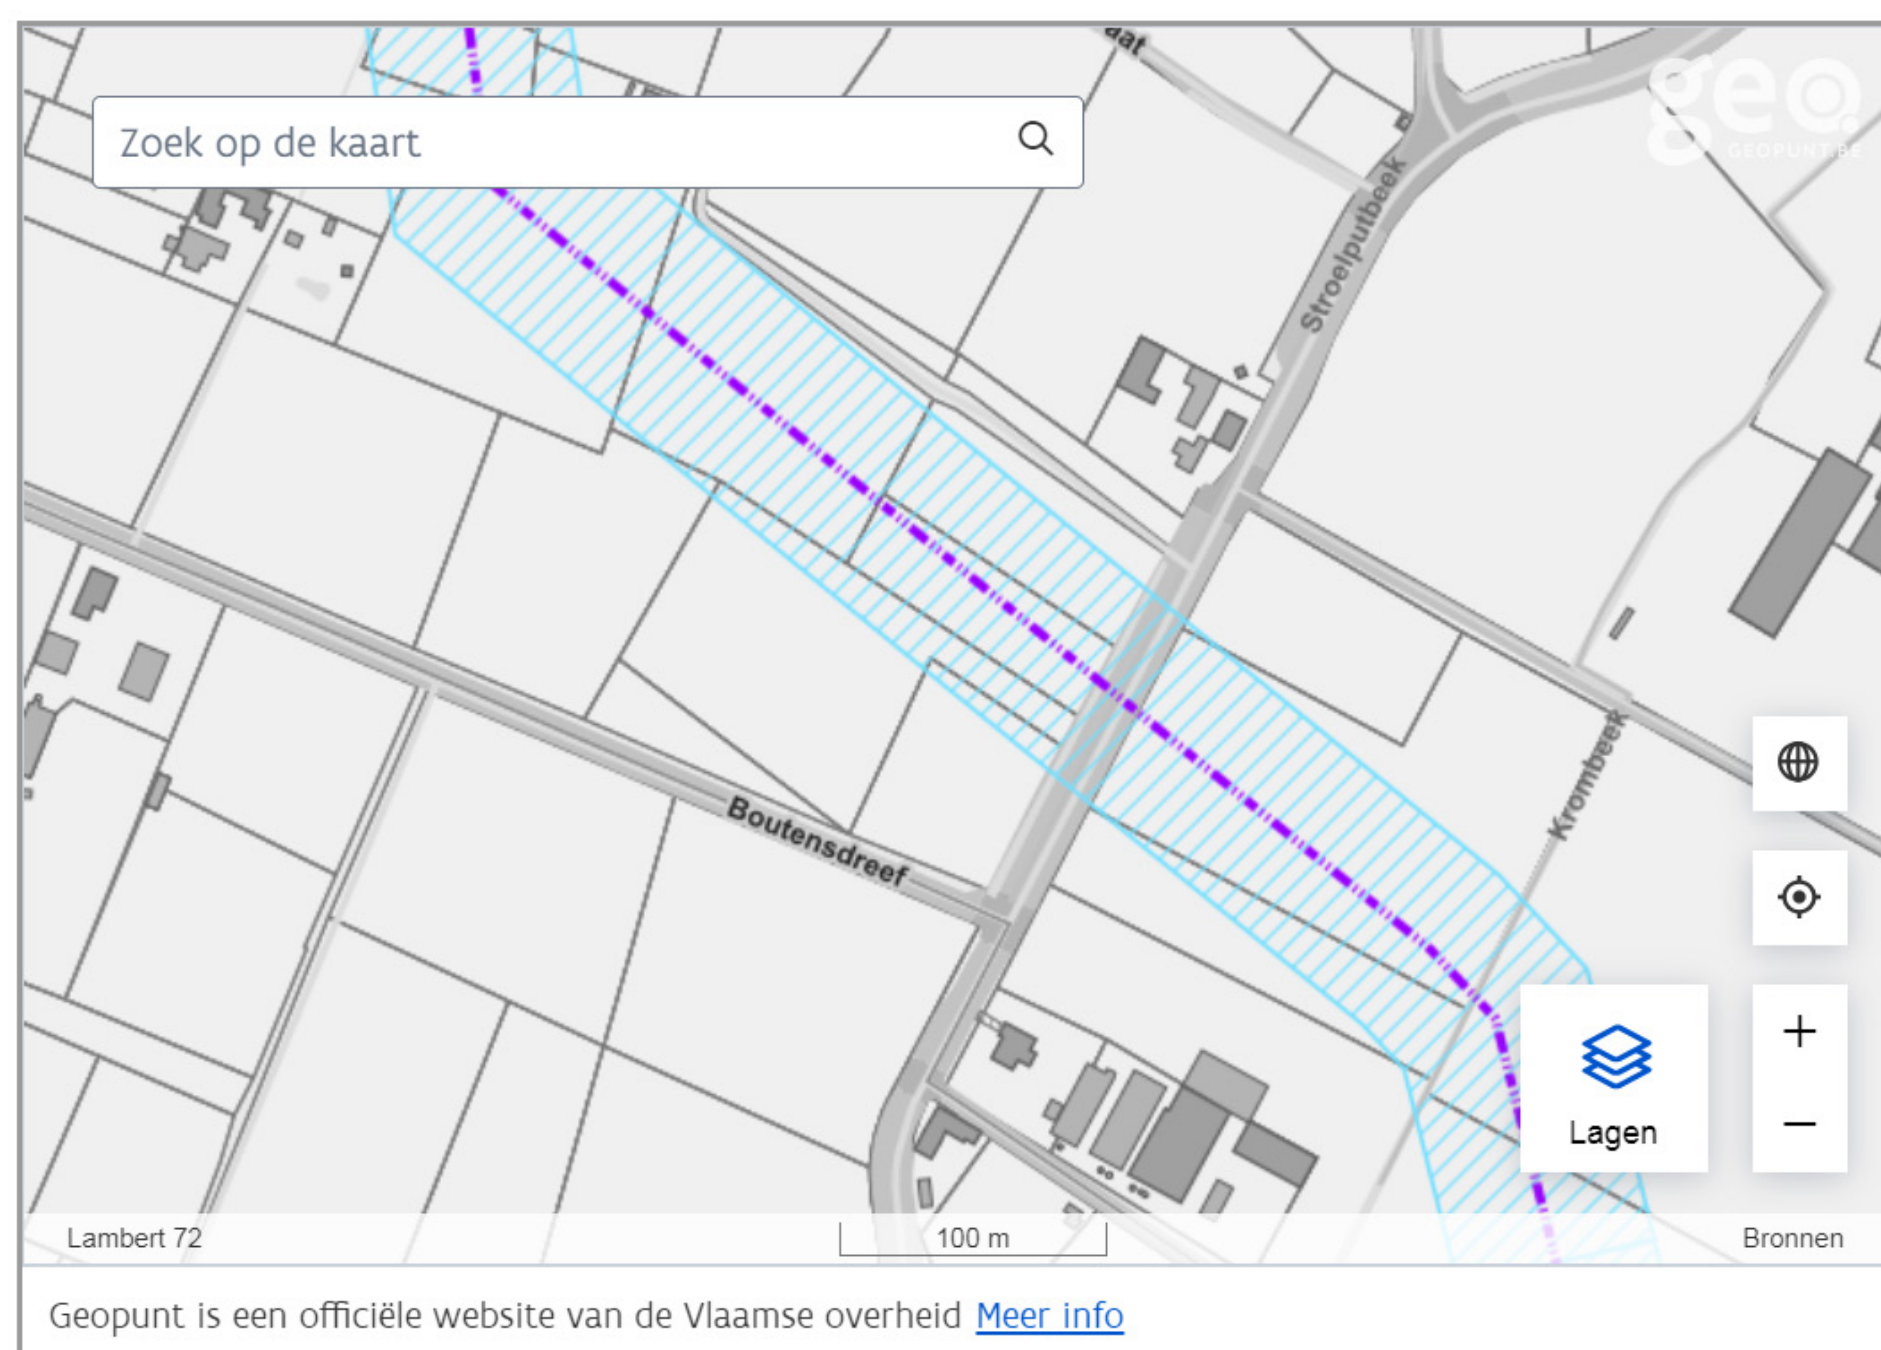 aat
geo.
GEOPUNT.BE
Zoek op de kaart
Stroelputbeek
Krombeek
Boutensdreef
Lagen
Lambert 72
100 m
Bronnen
Geopunt is een officiële website van de Vlaamse overheid Meer info